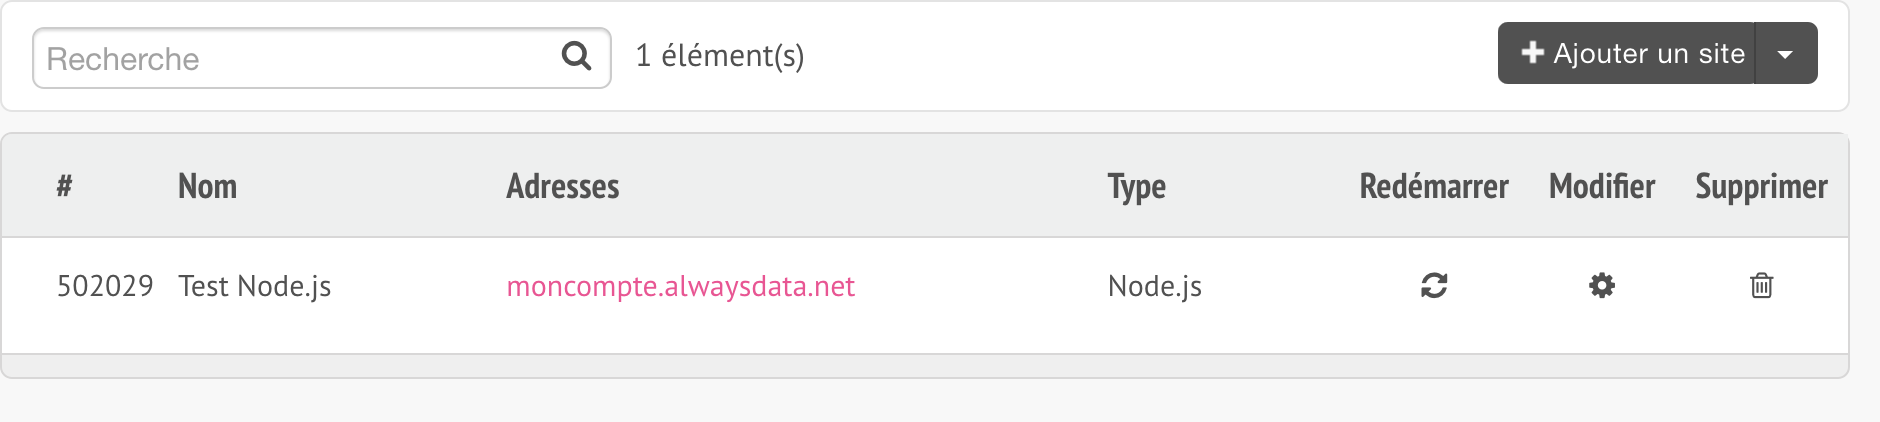 Recherche 1 élément(s) Ajouter un site
# Nom Adresses Type Redémarrer Modifier Supprimer
502029 Test Node.js moncompte.alwaysdata.net Node.js